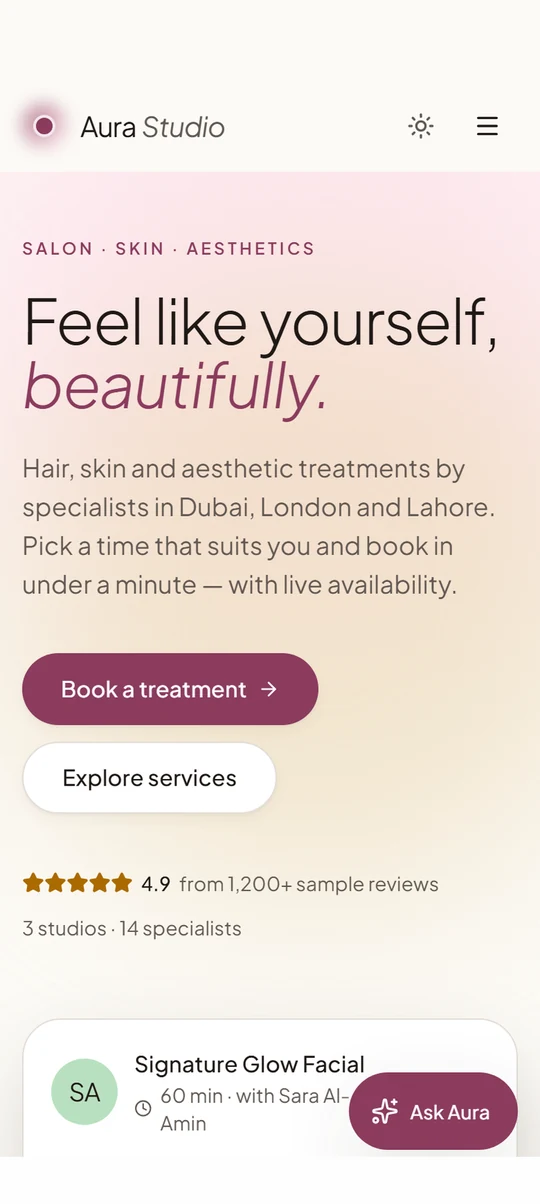 Aura Studio
SALON · SKIN · AESTHETICS
Feel like yourself,
beautifully.
Hair, skin and aesthetic treatments by
specialists in Dubai, London and Lahore.
Pick a time that suits you and book in
under a minute — with live availability.
Book a treatment →
Explore services
4.9 from 1,200+ sample reviews
3 studios · 14 specialists
SA
Signature Glow Facial
60 min · with Sara Al-
Amin
Ask Aura